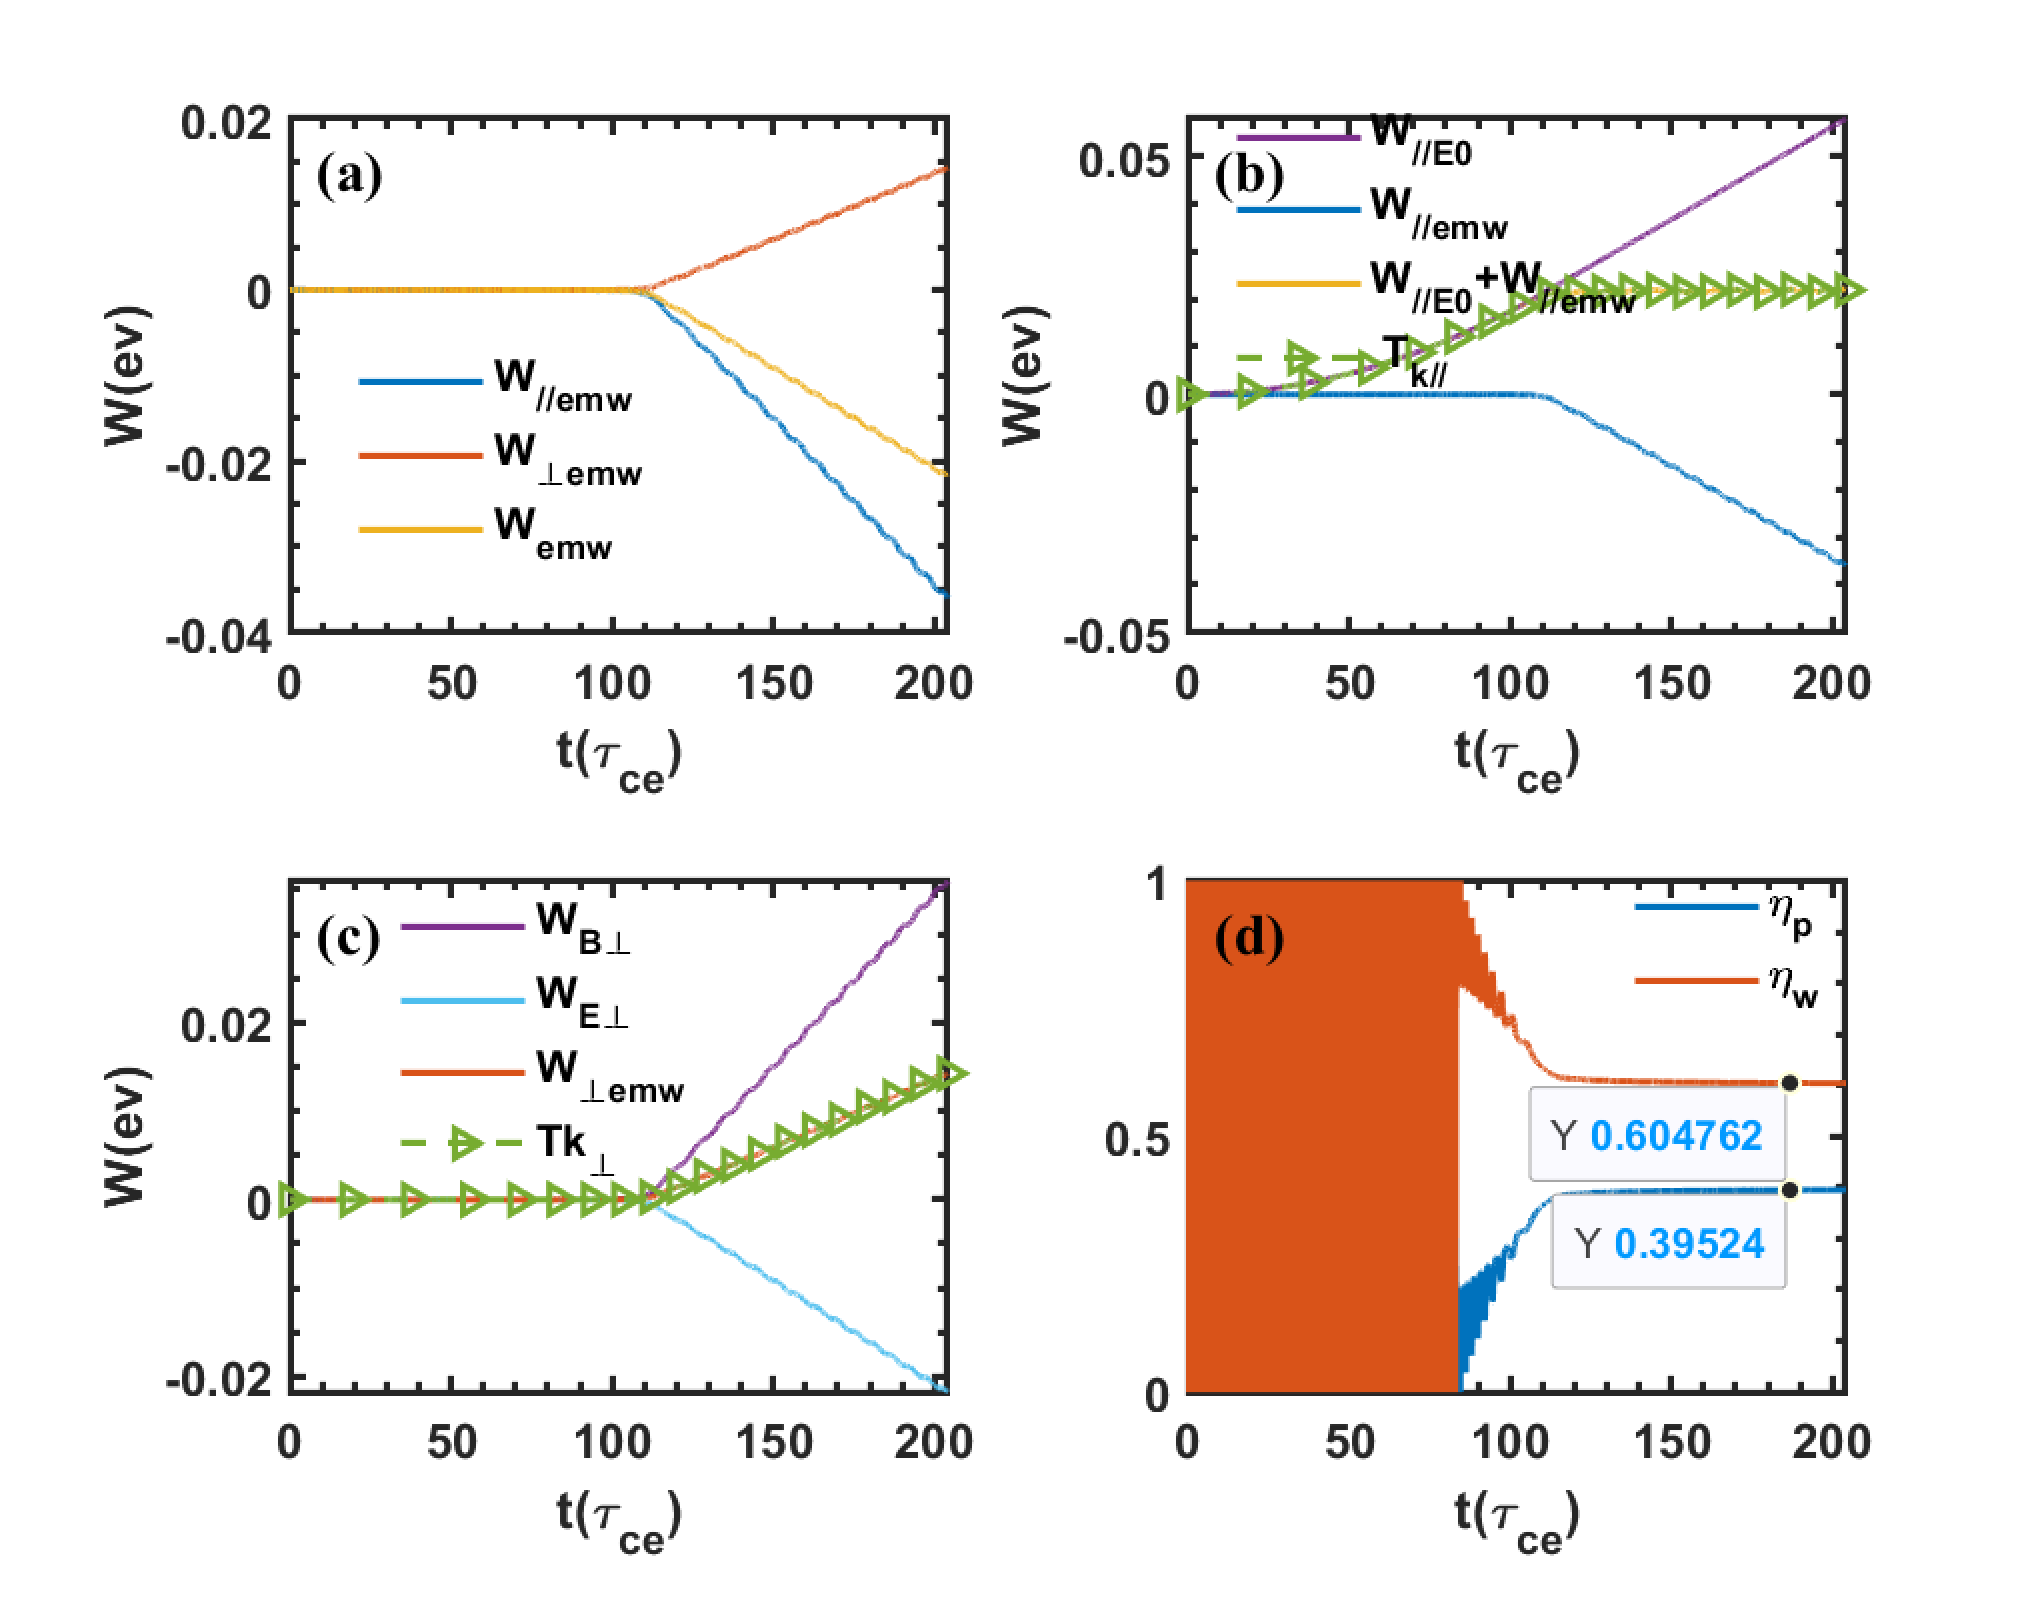 (a)
0.02
0
-0.02
-0.04
W(ev)
W//emw
W⊥emw
Wemw
0 50 100 150 200
t(τce)
(b)
0.05
0
-0.05
W(ev)
W//E0
W//emw
W//E0+W//emw
Tk//
0 50 100 150 200
t(τce)
(c)
0.02
0
-0.02
W(ev)
WB⊥
WE⊥
W⊥emw
Tk⊥
0 50 100 150 200
t(τce)
(d)
1
0.5
0
ηp
ηw
Y 0.604762
Y 0.39524
0 50 100 150 200
t(τce)